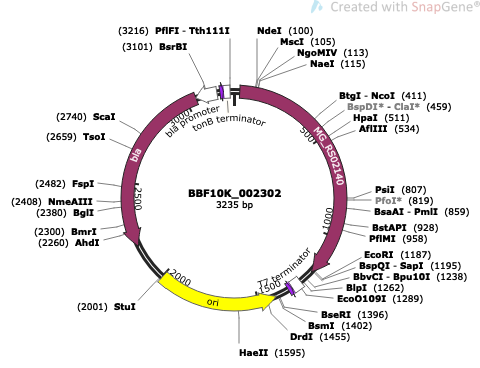 Created with SnapGene®
(3216) PflFI - Tth111I
(3101) BsrBI
NdeI (100)
MscI (105)
NgoMIV (113)
NaeI (115)
BtgI - NcoI (411)
BspDI* - ClaI* (459)
HpaI (511)
AflIII (534)
PsiI (807)
PfoI* (819)
BsaAI - PmlI (859)
BstAPI (928)
PflMI (958)
EcoRI (1187)
BspQI - SapI (1195)
BbvCI - Bpu10I (1238)
BlpI (1262)
EcoO109I (1289)
BseRI (1396)
BsmI (1402)
DrdI (1455)
HaeII (1595)
(2001) StuI
(2260) AhdI
(2300) BmrI
(2380) BglI
(2408) NmeAIII
(2482) FspI
(2659) TsoI
(2740) ScaI
BBF10K_002302
3235 bp
bla promoter
tonB terminator
MG_RS02140
T7 terminator
ori
bla
500
1000
1500
2000
2500
3000